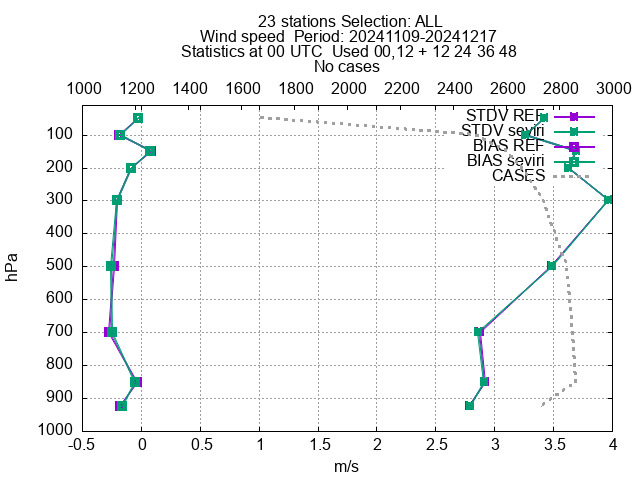 23 stations Selection: ALL
Wind speed  Period: 20241109-20241217
Statistics at 00 UTC  Used 00,12 + 12 24 36 48
No cases
1000 1200 1400 1600 1800 2000 2200 2400 2600 2800 3000
STDV REF
STDV seviri
BIAS REF
BIAS seviri
CASES
100
200
300
400
500
600
700
800
900
1000
hPa
-0.5 0 0.5 1 1.5 2 2.5 3 3.5 4
m/s